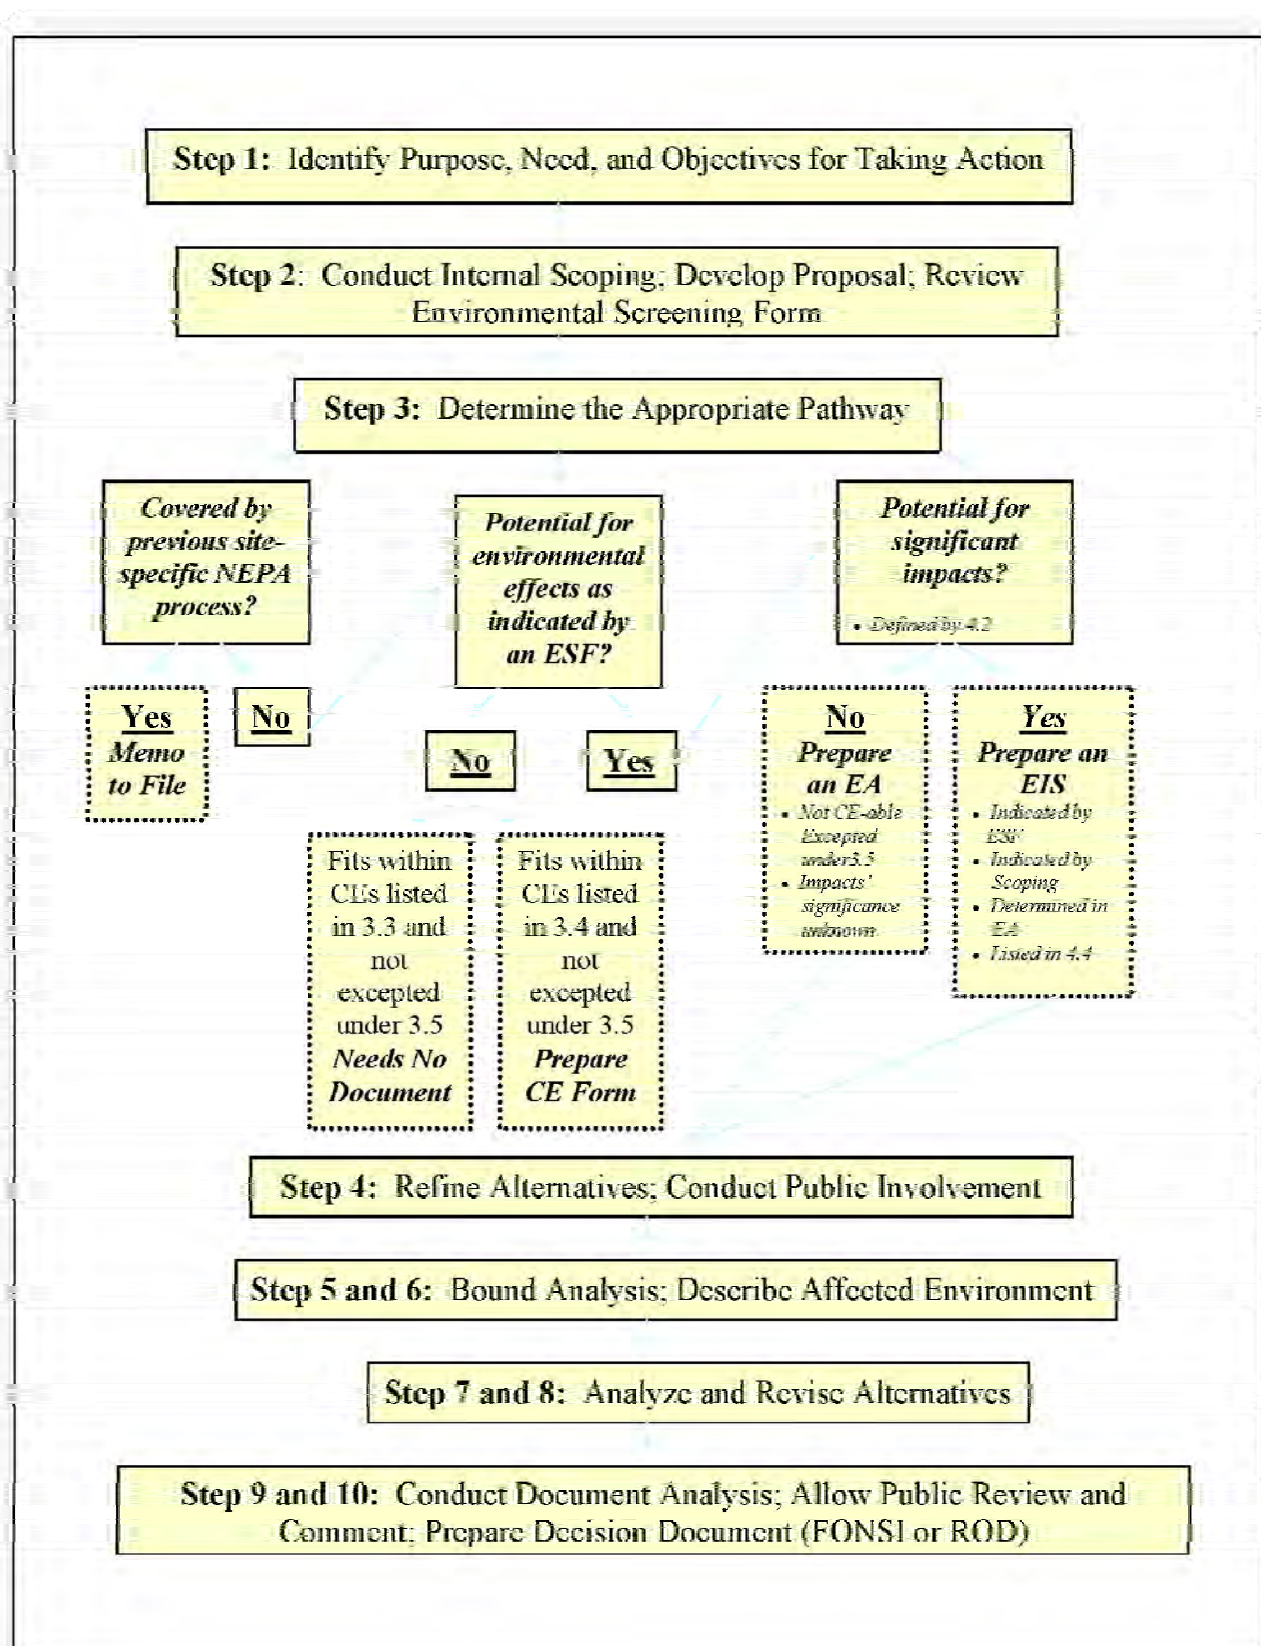 Step 1: Identify Purpose, Need, and Objectives for Taking Action
Step 2: Conduct Internal Scoping; Develop Proposal; Review
Environmental Screening Form
Step 3: Determine the Appropriate Pathway
Covered by
previous site-
specific NEPA
process?
Potential for
environmental
effects as
indicated by
an ESF?
Potential for
significant
impacts?
• Defined by 4.2
Yes
Memo
to File
No
No
Yes
No
Prepare
an EA
• Not CE-able
Excepted
under3.5
• Impacts'
significance
unknown
Yes
Prepare an
EIS
• Indicated by
ESF
• Indicated by
Scoping
• Determined in
EA
• Listed in 4.4
Fits within
CEs listed
in 3.3 and
not
excepted
under 3.5
Needs No
Document
Fits within
CEs listed
in 3.4 and
not
excepted
under 3.5
Prepare
CE Form
Step 4: Refine Alternatives; Conduct Public Involvement
Step 5 and 6: Bound Analysis; Describe Affected Environment
Step 7 and 8: Analyze and Revise Alternatives
Step 9 and 10: Conduct Document Analysis; Allow Public Review and
Comment; Prepare Decision Document (FONSI or ROD)